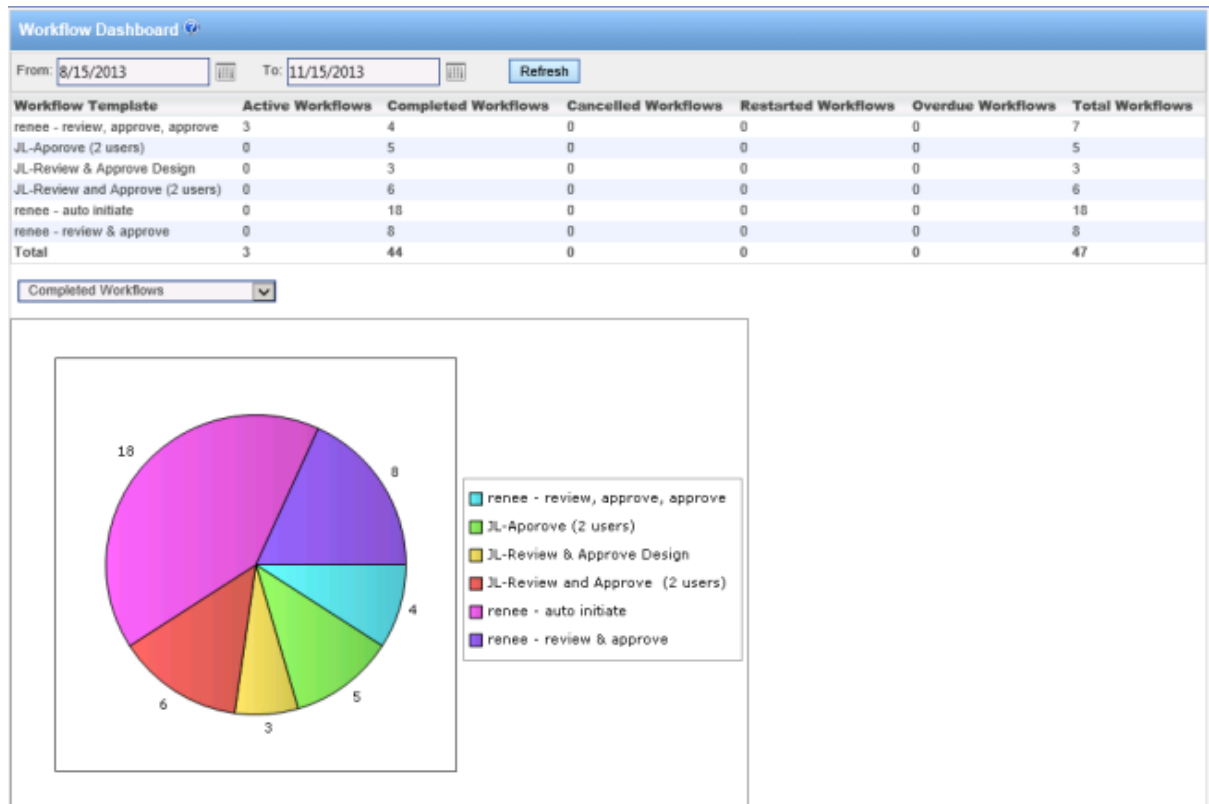 Workflow Dashboard ?
From: 8/15/2013 To: 11/15/2013 Refresh
Workflow Template Active Workflows Completed Workflows Cancelled Workflows Restarted Workflows Overdue Workflows Total Workflows
renee - review, approve, approve 3 4 0 0 0 7
JL-Aporove (2 users) 0 5 0 0 0 5
JL-Review & Approve Design 0 3 0 0 0 3
JL-Review and Approve (2 users) 0 6 0 0 0 6
renee - auto initiate 0 18 0 0 0 18
renee - review & approve 0 8 0 0 0 8
Total 3 44 0 0 0 47
Completed Workflows
18
8
4
5
3
6
renee - review, approve, approve
JL-Aporove (2 users)
JL-Review & Approve Design
JL-Review and Approve (2 users)
renee - auto initiate
renee - review & approve